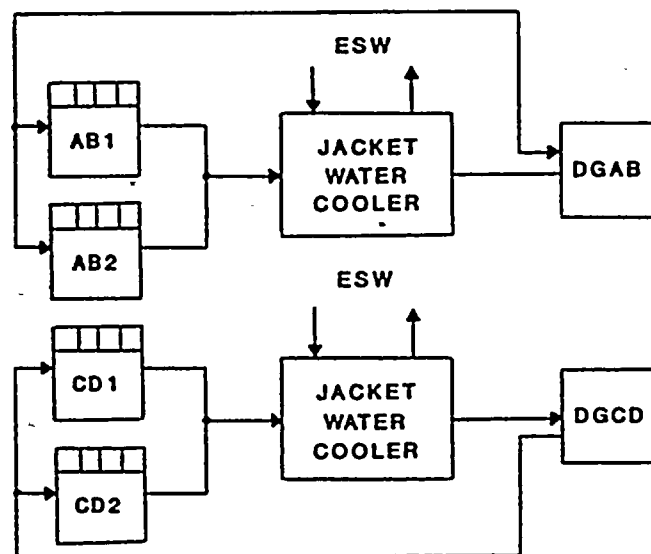 ESW
AB1
JACKET
WATER
COOLER
DGAB
AB2
ESW
CD1
JACKET
WATER
COOLER
DGCD
CD2